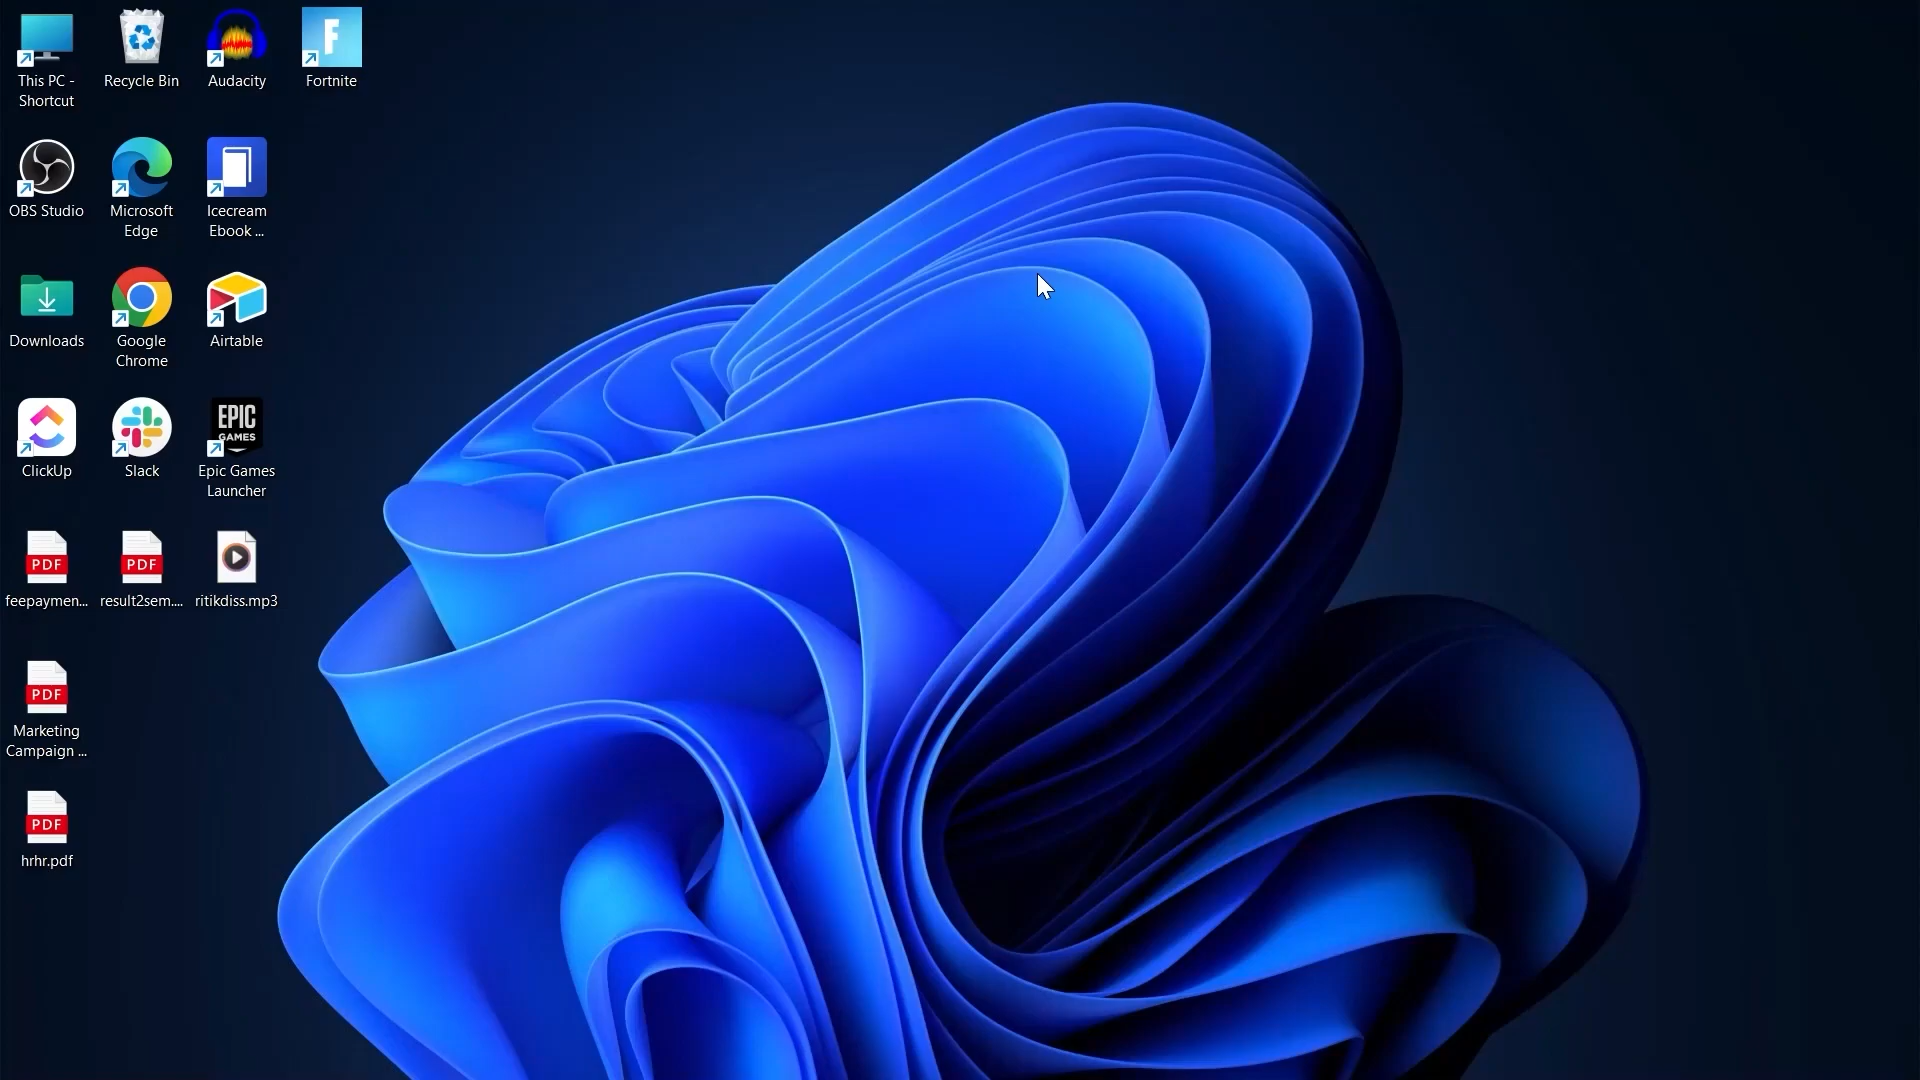 This PC -
Shortcut
Recycle Bin
Audacity
F
Fortnite
OBS Studio
Microsoft
Edge
Icecream
Ebook ...
Downloads
Google
Chrome
Airtable
ClickUp
Slack
EPIC
GAMES
Epic Games
Launcher
PDF
feepaymen...
PDF
result2sem....
ritikdiss.mp3
PDF
Marketing
Campaign ...
PDF
hrhr.pdf